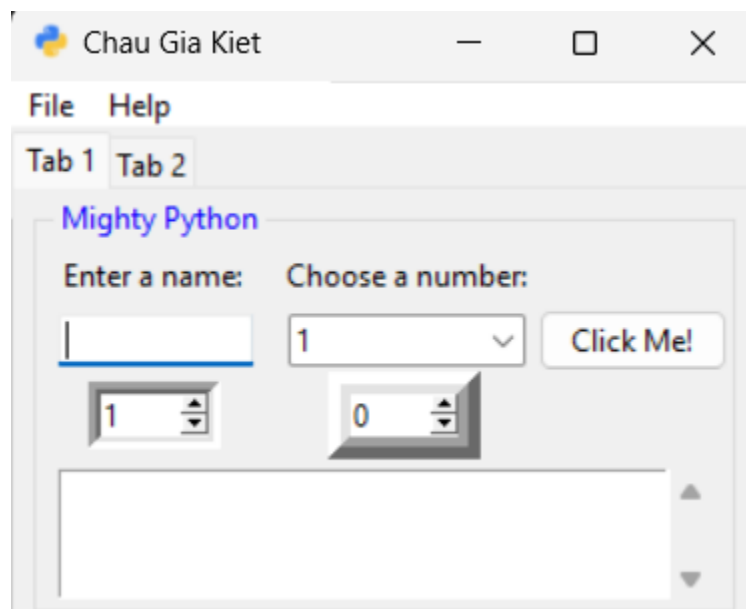 Chau Gia Kiet
File Help
Tab 1 Tab 2
Mighty Python
Enter a name: Choose a number:
1 Click Me!
1 0